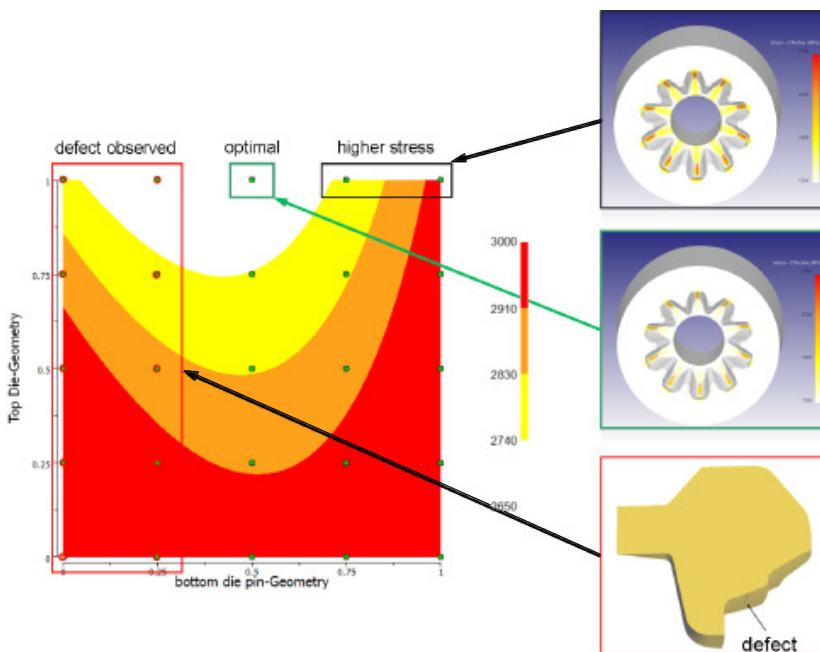 defect observed
optimal
higher stress
1
0.75
0.5
0.25
0
Top Die-Geometry
0
0.25
0.5
0.75
1
bottom die pin-Geometry
3000
2910
2830
2740
defect